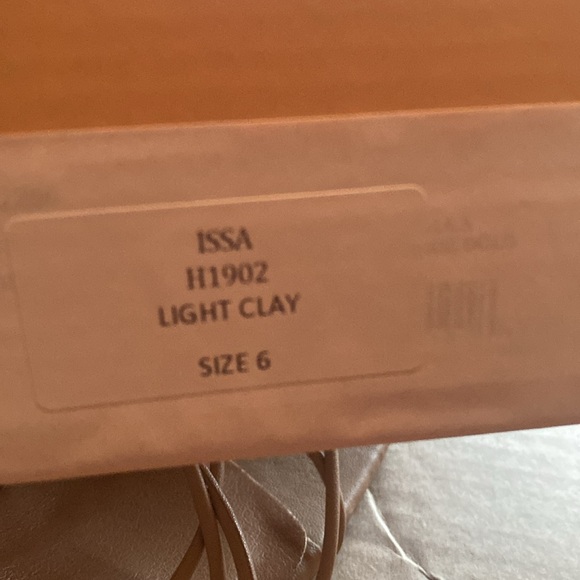 ISSA
H1902
LIGHT CLAY
SIZE 6